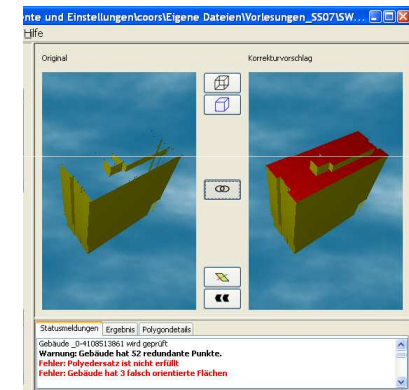 nte und Einstellungen\coors\Eigene Dateien\Vorlesungen_SS07\SW...
Hilfe
Original
Korrekturvorschlag
Statusmeldungen Ergebnis Polygondetails
Gebäude _0-4108513861 wird geprüft
Warnung: Gebäude hat 52 redundante Punkte.
Fehler: Polyedersatz ist nicht erfüllt
Fehler: Gebäude hat 3 falsch orientierte Flächen